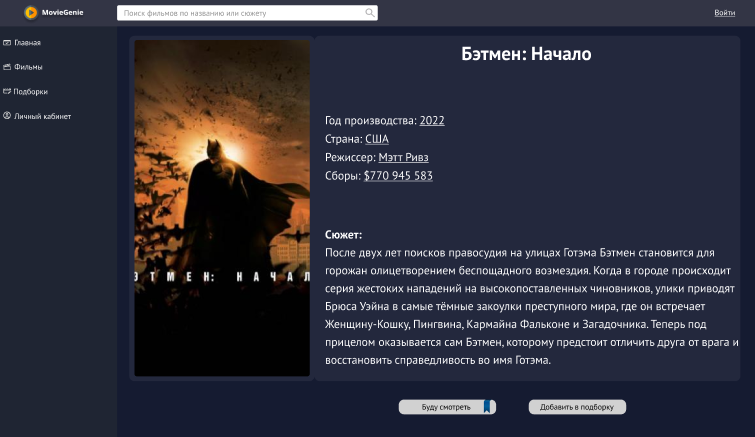 MovieGenie
Поиск фильмов по названию или сюжету
Войти
Главная
Фильмы
Подборки
Личный кабинет
ЭТМЕН: НАЧАЛ
Бэтмен: Начало
Год производства: 2022
Страна: США
Режиссер: Мэтт Ривз
Сборы: $770 945 583
Сюжет:
После двух лет поисков правосудия на улицах Готэма Бэтмен становится для
горожан олицетворением беспощадного возмездия. Когда в городе происходит
серия жестоких нападений на высокопоставленных чиновников, улики приводят
Брюса Уэйна в самые тёмные закоулки преступного мира, где он встречает
Женщину-Кошку, Пингвина, Кармайна Фальконе и Загадочника. Теперь под
прицелом оказывается сам Бэтмен, которому предстоит отличить друга от врага и
восстановить справедливость во имя Готэма.
Буду смотреть
Добавить в подборку